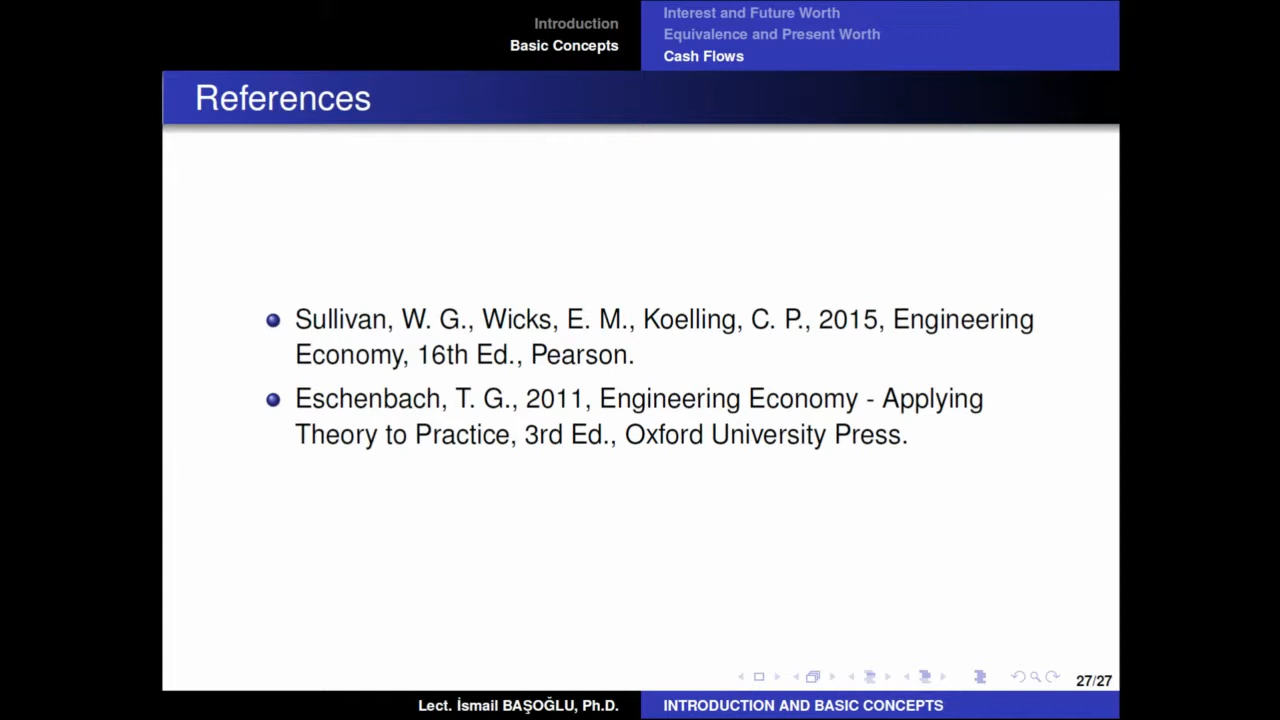 Introduction
Basic Concepts
Interest and Future Worth
Equivalence and Present Worth
Cash Flows
References
Sullivan, W. G., Wicks, E. M., Koelling, C. P., 2015, Engineering
Economy, 16th Ed., Pearson.
Eschenbach, T. G., 2011, Engineering Economy - Applying
Theory to Practice, 3rd Ed., Oxford University Press.
27/27
Lect. İsmail BAŞOĞLU, Ph.D.
INTRODUCTION AND BASIC CONCEPTS